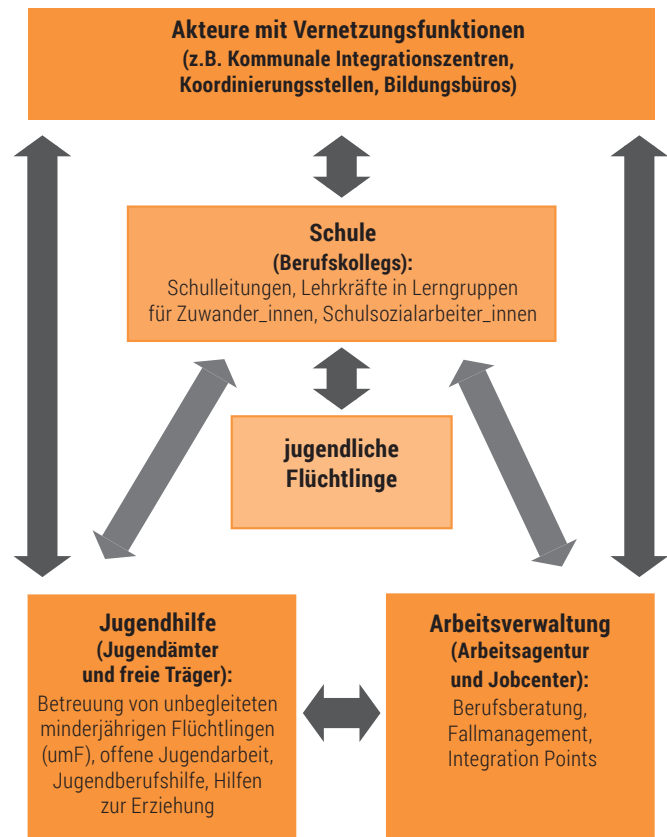 Akteure mit Vernetzungsfunktionen
(z.B. Kommunale Integrationszentren,
Koordinierungsstellen, Bildungsbüros)
Schule
(Berufskollegs):
Schulleitungen, Lehrkräfte in Lerngruppen
für Zuwander_innen, Schulsozialarbeiter_innen
jugendliche
Flüchtlinge
Jugendhilfe
(Jugendämter
und freie Träger):
Betreuung von unbegleiteten
minderjährigen Flüchtlingen
(umF), offene Jugendarbeit,
Jugendberufshilfe, Hilfen
zur Erziehung
Arbeitsverwaltung
(Arbeitsagentur
und Jobcenter):
Berufsberatung,
Fallmanagement,
Integration Points